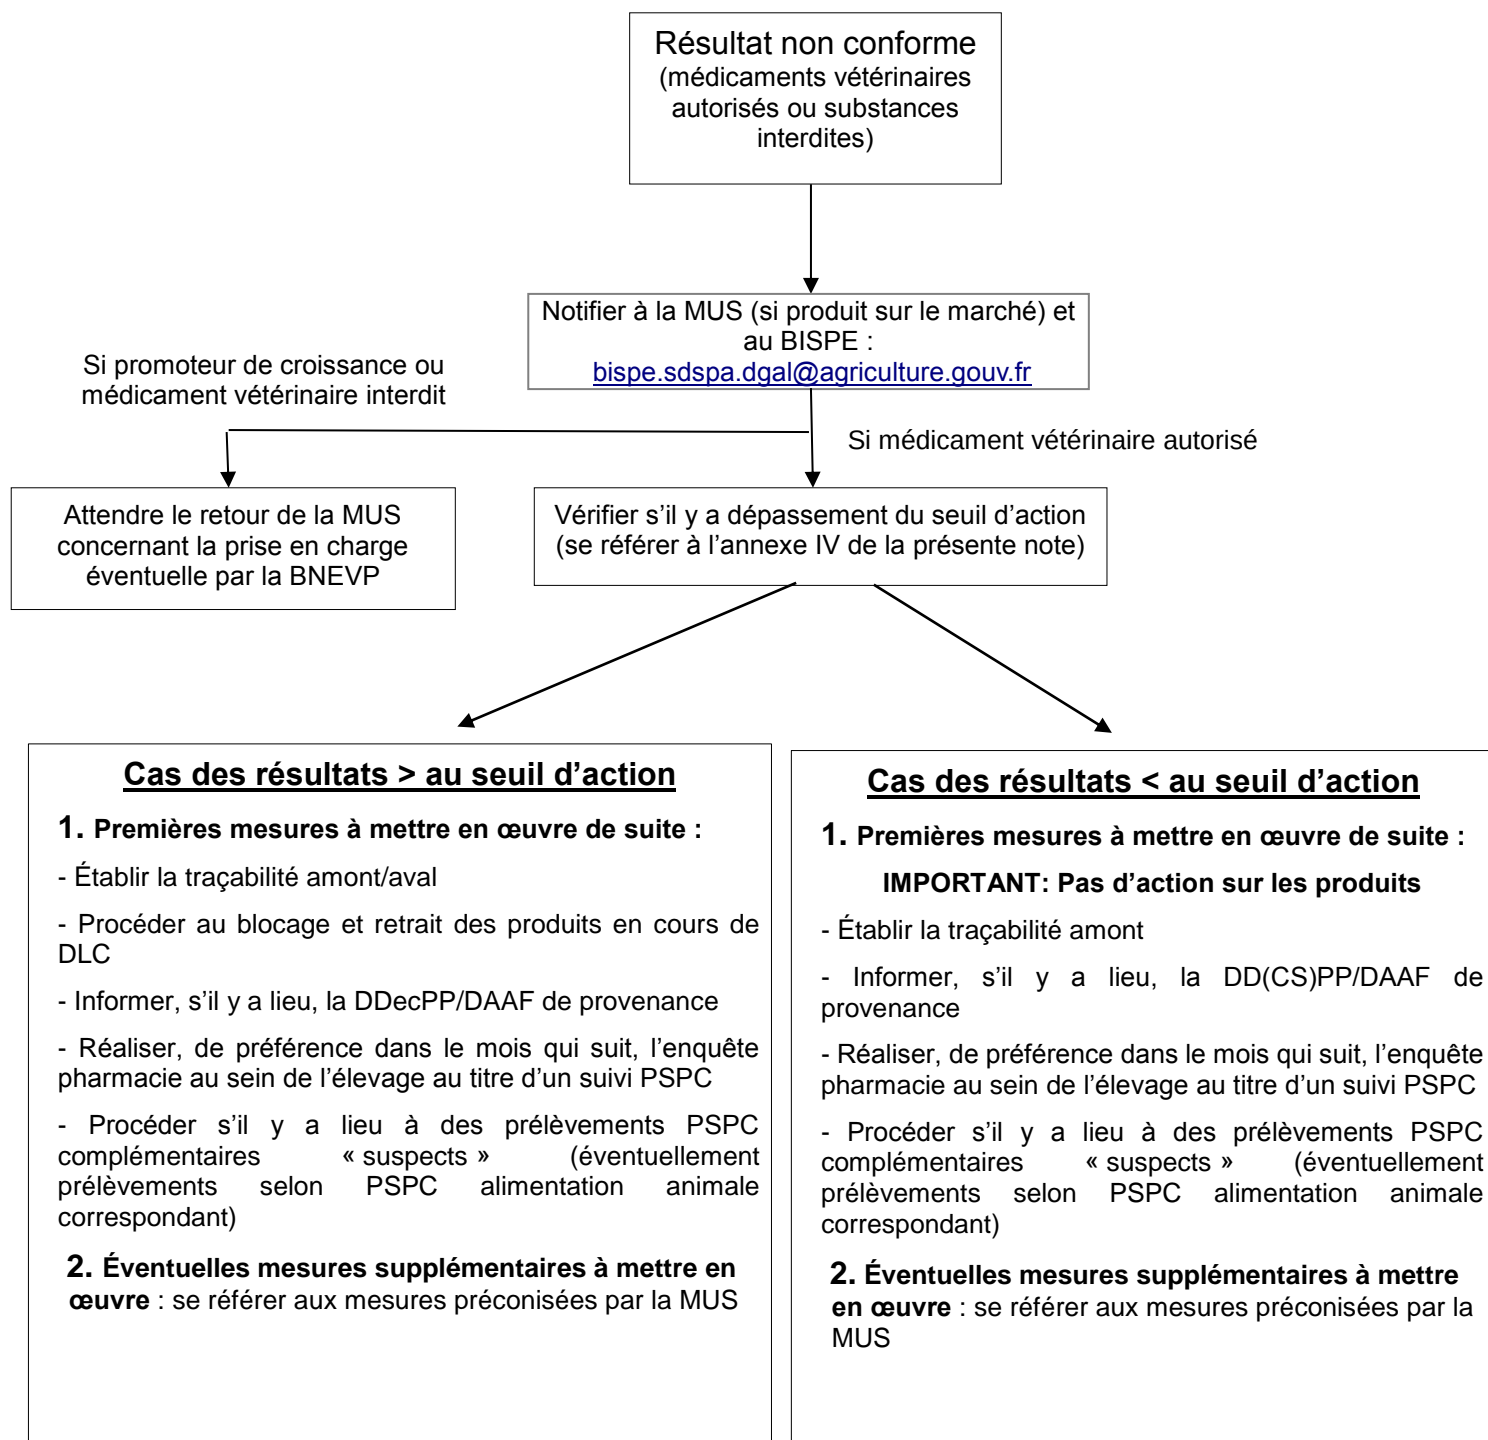 Résultat non conforme
(médicaments vétérinaires
autorisés ou substances
interdites)
Notifier à la MUS (si produit sur le marché) et
au BISPE :
bispe.sdspa.dgal@agriculture.gouv.fr
Si promoteur de croissance ou
médicament vétérinaire interdit
Si médicament vétérinaire autorisé
Attendre le retour de la MUS
concernant la prise en charge
éventuelle par la BNEVP
Vérifier s’il y a dépassement du seuil d’action
(se référer à l’annexe IV de la présente note)
Cas des résultats > au seuil d’action
1. Premières mesures à mettre en œuvre de suite :
- Établir la traçabilité amont/aval
- Procéder au blocage et retrait des produits en cours de
DLC
- Informer, s’il y a lieu, la DDecPP/DAAF de provenance
- Réaliser, de préférence dans le mois qui suit, l’enquête
pharmacie au sein de l’élevage au titre d’un suivi PSPC
- Procéder s’il y a lieu à des prélèvements PSPC
complémentaires « suspects » (éventuellement
prélèvements selon PSPC alimentation animale
correspondant)
2. Éventuelles mesures supplémentaires à mettre en
œuvre : se référer aux mesures préconisées par la MUS
Cas des résultats < au seuil d’action
1. Premières mesures à mettre en œuvre de suite :
IMPORTANT: Pas d’action sur les produits
- Établir la traçabilité amont
- Informer, s’il y a lieu, la DD(CS)PP/DAAF de
provenance
- Réaliser, de préférence dans le mois qui suit, l’enquête
pharmacie au sein de l’élevage au titre d’un suivi PSPC
- Procéder s’il y a lieu à des prélèvements PSPC
complémentaires « suspects » (éventuellement
prélèvements selon PSPC alimentation animale
correspondant)
2. Éventuelles mesures supplémentaires à mettre
en œuvre : se référer aux mesures préconisées par la
MUS